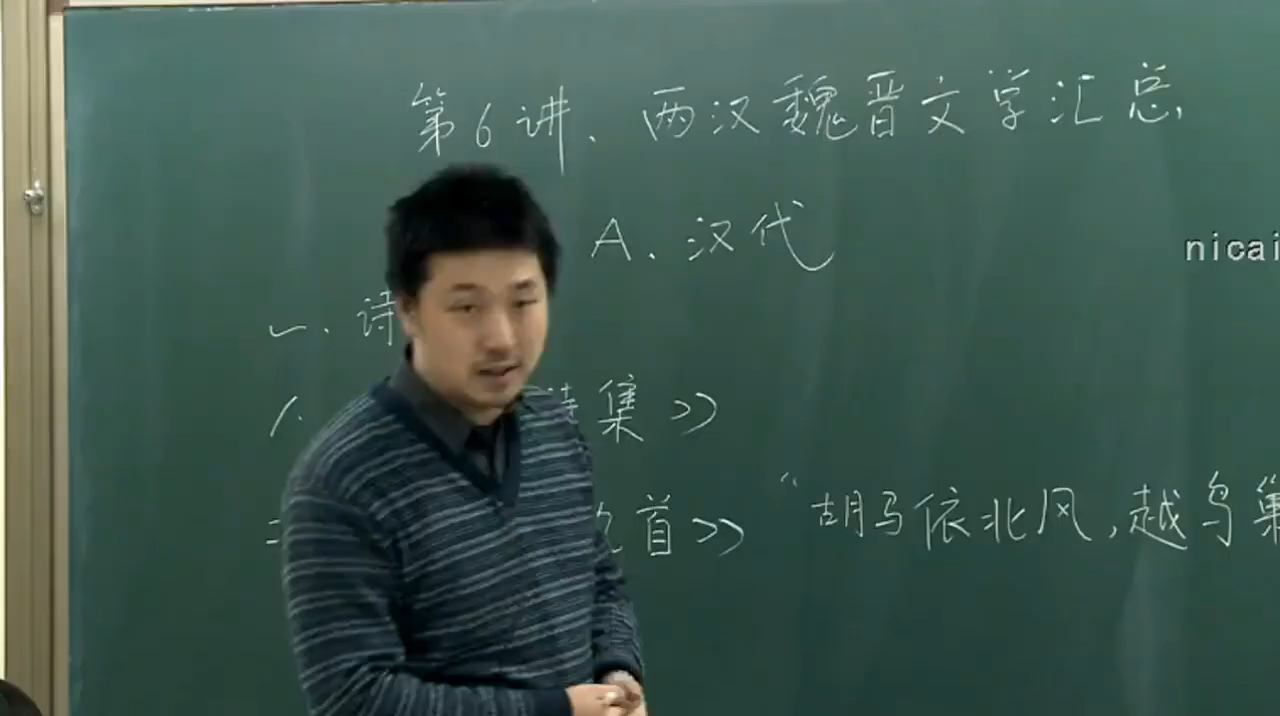 第6讲、两汉魏晋文学汇总
A.汉代
nicai
一.诗
1.诗集》
二首》“胡马依北风,越鸟巢